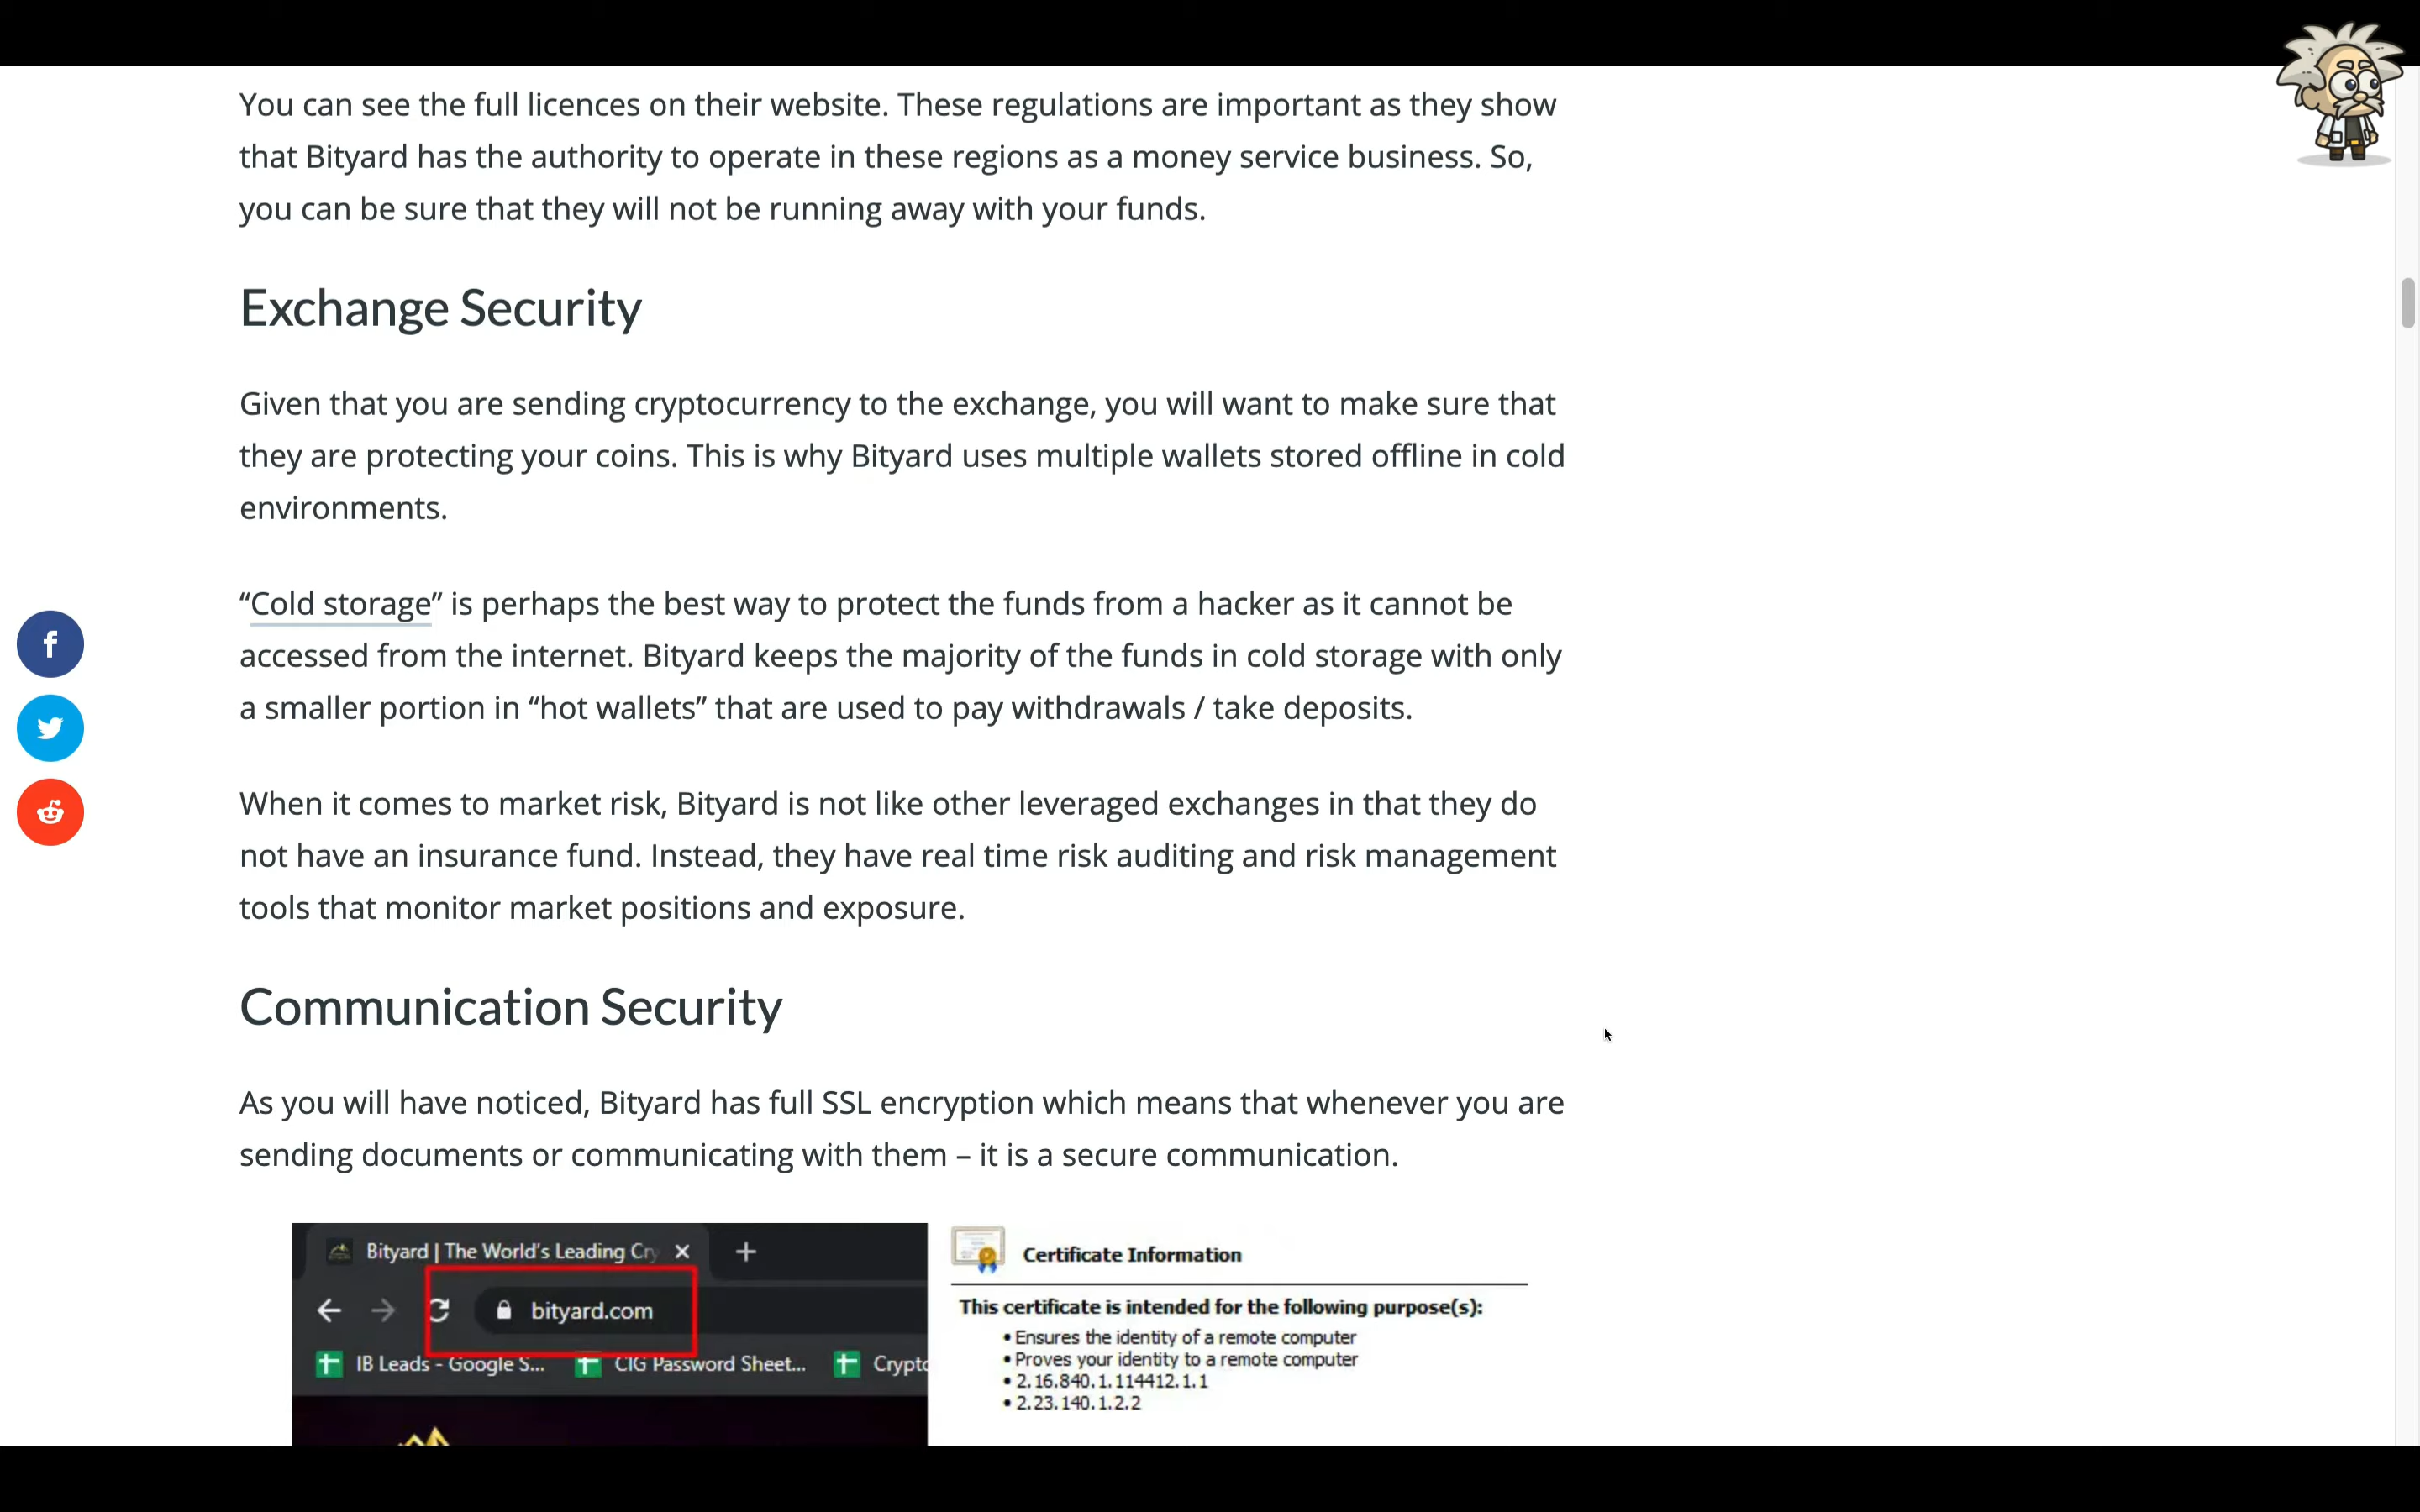 You can see the full licences on their website. These regulations are important as they show
that Bityard has the authority to operate in these regions as a money service business. So,
you can be sure that they will not be running away with your funds.
Exchange Security
Given that you are sending cryptocurrency to the exchange, you will want to make sure that
they are protecting your coins. This is why Bityard uses multiple wallets stored offline in cold
environments.
“Cold storage” is perhaps the best way to protect the funds from a hacker as it cannot be
accessed from the internet. Bityard keeps the majority of the funds in cold storage with only
a smaller portion in “hot wallets” that are used to pay withdrawals / take deposits.
When it comes to market risk, Bityard is not like other leveraged exchanges in that they do
not have an insurance fund. Instead, they have real time risk auditing and risk management
tools that monitor market positions and exposure.
Communication Security
As you will have noticed, Bityard has full SSL encryption which means that whenever you are
sending documents or communicating with them – it is a secure communication.
Bityard | The World's Leading Cry
bityard.com
IB Leads - Google S... CIG Password Sheet... Crypto
Certificate Information
This certificate is intended for the following purpose(s):
• Ensures the identity of a remote computer
• Proves your identity to a remote computer
• 2.16.840.1.114412.1.1
• 2.23.140.1.2.2